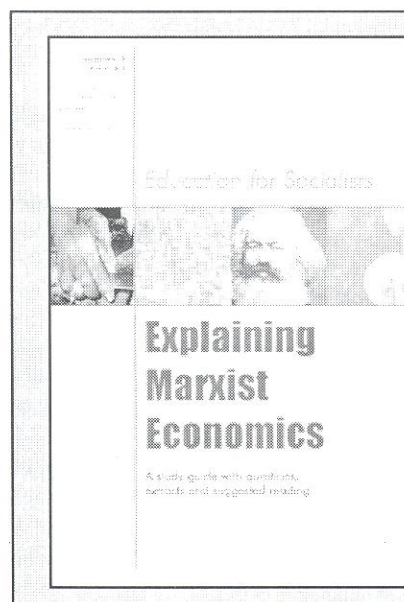 Education for Socialists
Explaining
Marxist
Economics
A study guide with questions,
extracts and suggested reading